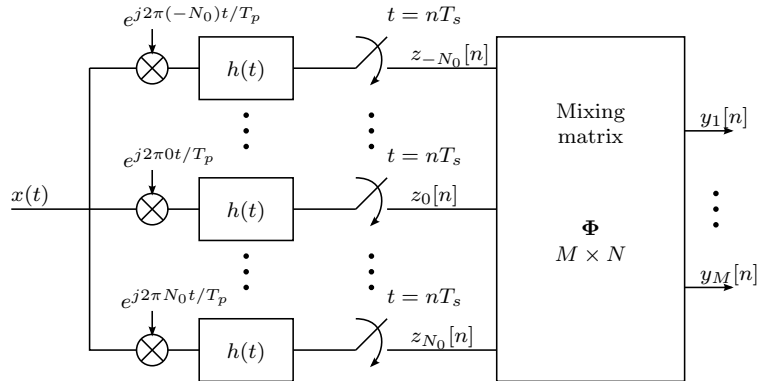 e^{j2π(−N_0)t/T_p}
h(t)
t = nT_s
z_{−N_0}[n]
Mixing
matrix
y_1[n]
e^{j2π0t/T_p}
t = nT_s
x(t)
h(t)
z_0[n]
Φ
M × N
e^{j2πN_0t/T_p}
t = nT_s
y_M[n]
h(t)
z_{N_0}[n]